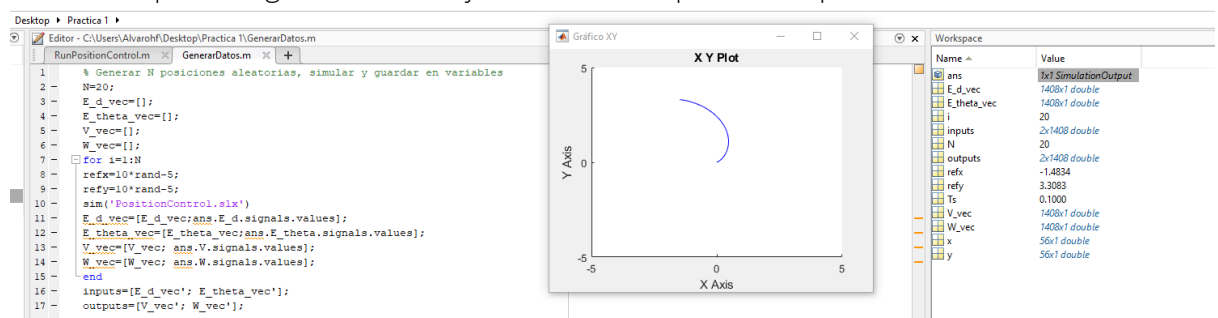 Desktop ▸ Practica 1 ▸
Editor - C:\Users\Alvarohf\Desktop\Practica 1\GenerarDatos.m
RunPositionControl.m × GenerarDatos.m × +
1 % Generar N posiciones aleatorias, simular y guardar en variables
2 - N=20;
3 - E_d_vec=[];
4 - E_theta_vec=[];
5 - V_vec=[];
6 - W_vec=[];
7 - for i=1:N
8 - refx=10*rand-5;
9 - refy=10*rand-5;
10 - sim('PositionControl.slx')
11 - E_d_vec=[E_d_vec;ans.E_d.signals.values];
12 - E_theta_vec=[E_theta_vec;ans.E_theta.signals.values];
13 - V_vec=[V_vec; ans.V.signals.values];
14 - W_vec=[W_vec; ans.W.signals.values];
15 - end
16 - inputs=[E_d_vec'; E_theta_vec'];
17 - outputs=[V_vec'; W_vec'];
Gráfico XY
X Y Plot
Y Axis
5
0
-5
-5 0 5
X Axis
Workspace
Name Value
ans 1x1 SimulationOutput
E_d_vec 1408x1 double
E_theta_vec 1408x1 double
i 20
inputs 2x1408 double
N 20
outputs 2x1408 double
refx -1.4834
refy 3.3083
Ts 0.1000
V_vec 1408x1 double
W_vec 1408x1 double
x 56x1 double
y 56x1 double